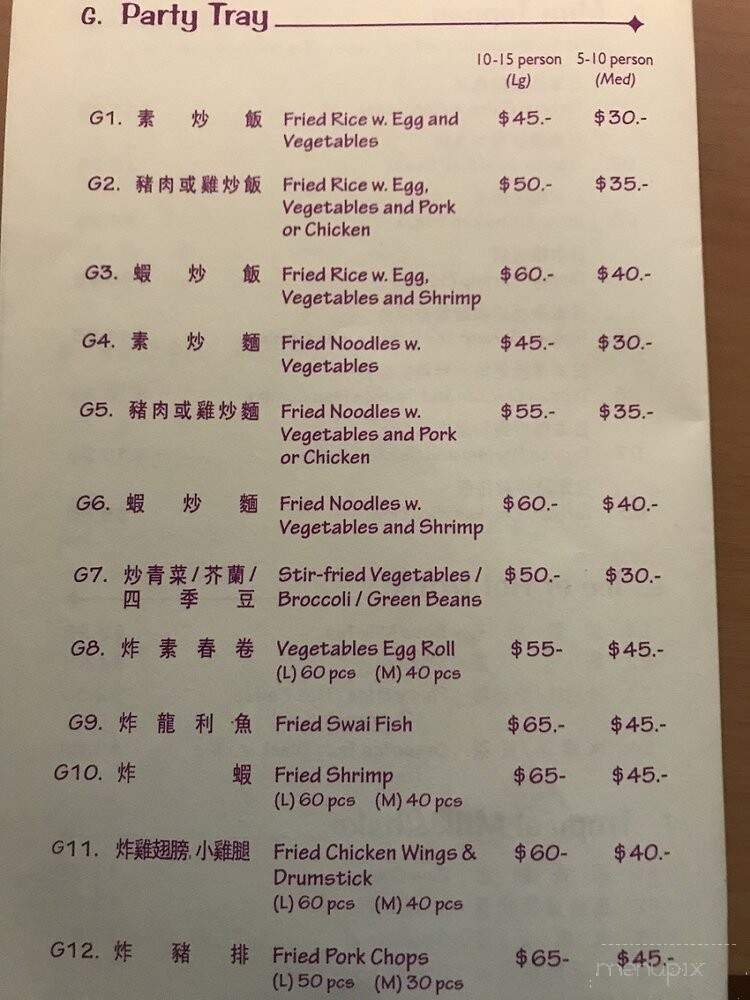 G. Party Tray
10-15 person 5-10 person
(Lg) (Med)
G1. 素 炒 飯 Fried Rice w. Egg and $45.- $30.-
Vegetables
G2. 豬肉或雞炒飯 Fried Rice w. Egg, $50.- $35.-
Vegetables and Pork
or Chicken
G3. 蝦 炒 飯 Fried Rice w. Egg, $60.- $40.-
Vegetables and Shrimp
G4. 素 炒 麵 Fried Noodles w. $45.- $30.-
Vegetables
G5. 豬肉或雞炒麵 Fried Noodles w. $55.- $35.-
Vegetables and Pork
or Chicken
G6. 蝦 炒 麵 Fried Noodles w. $60.- $40.-
Vegetables and Shrimp
G7. 炒青菜/芥蘭/ Stir-fried Vegetables / $50.- $30.-
四 季 豆 Broccoli / Green Beans
G8. 炸 素 春 卷 Vegetables Egg Roll $55- $45.-
(L) 60 pcs (M) 40 pcs
G9. 炸 龍 利 魚 Fried Swai Fish $65.- $45.-
G10. 炸 蝦 Fried Shrimp $65- $45.-
(L) 60 pcs (M) 40 pcs
G11. 炸雞翅膀, 小雞腿 Fried Chicken Wings & $60- $40.-
Drumstick
(L) 60 pcs (M) 40 pcs
G12. 炸 豬 排 Fried Pork Chops $65- $45.-
(L) 50 pcs (M) 30 pcs
menupix